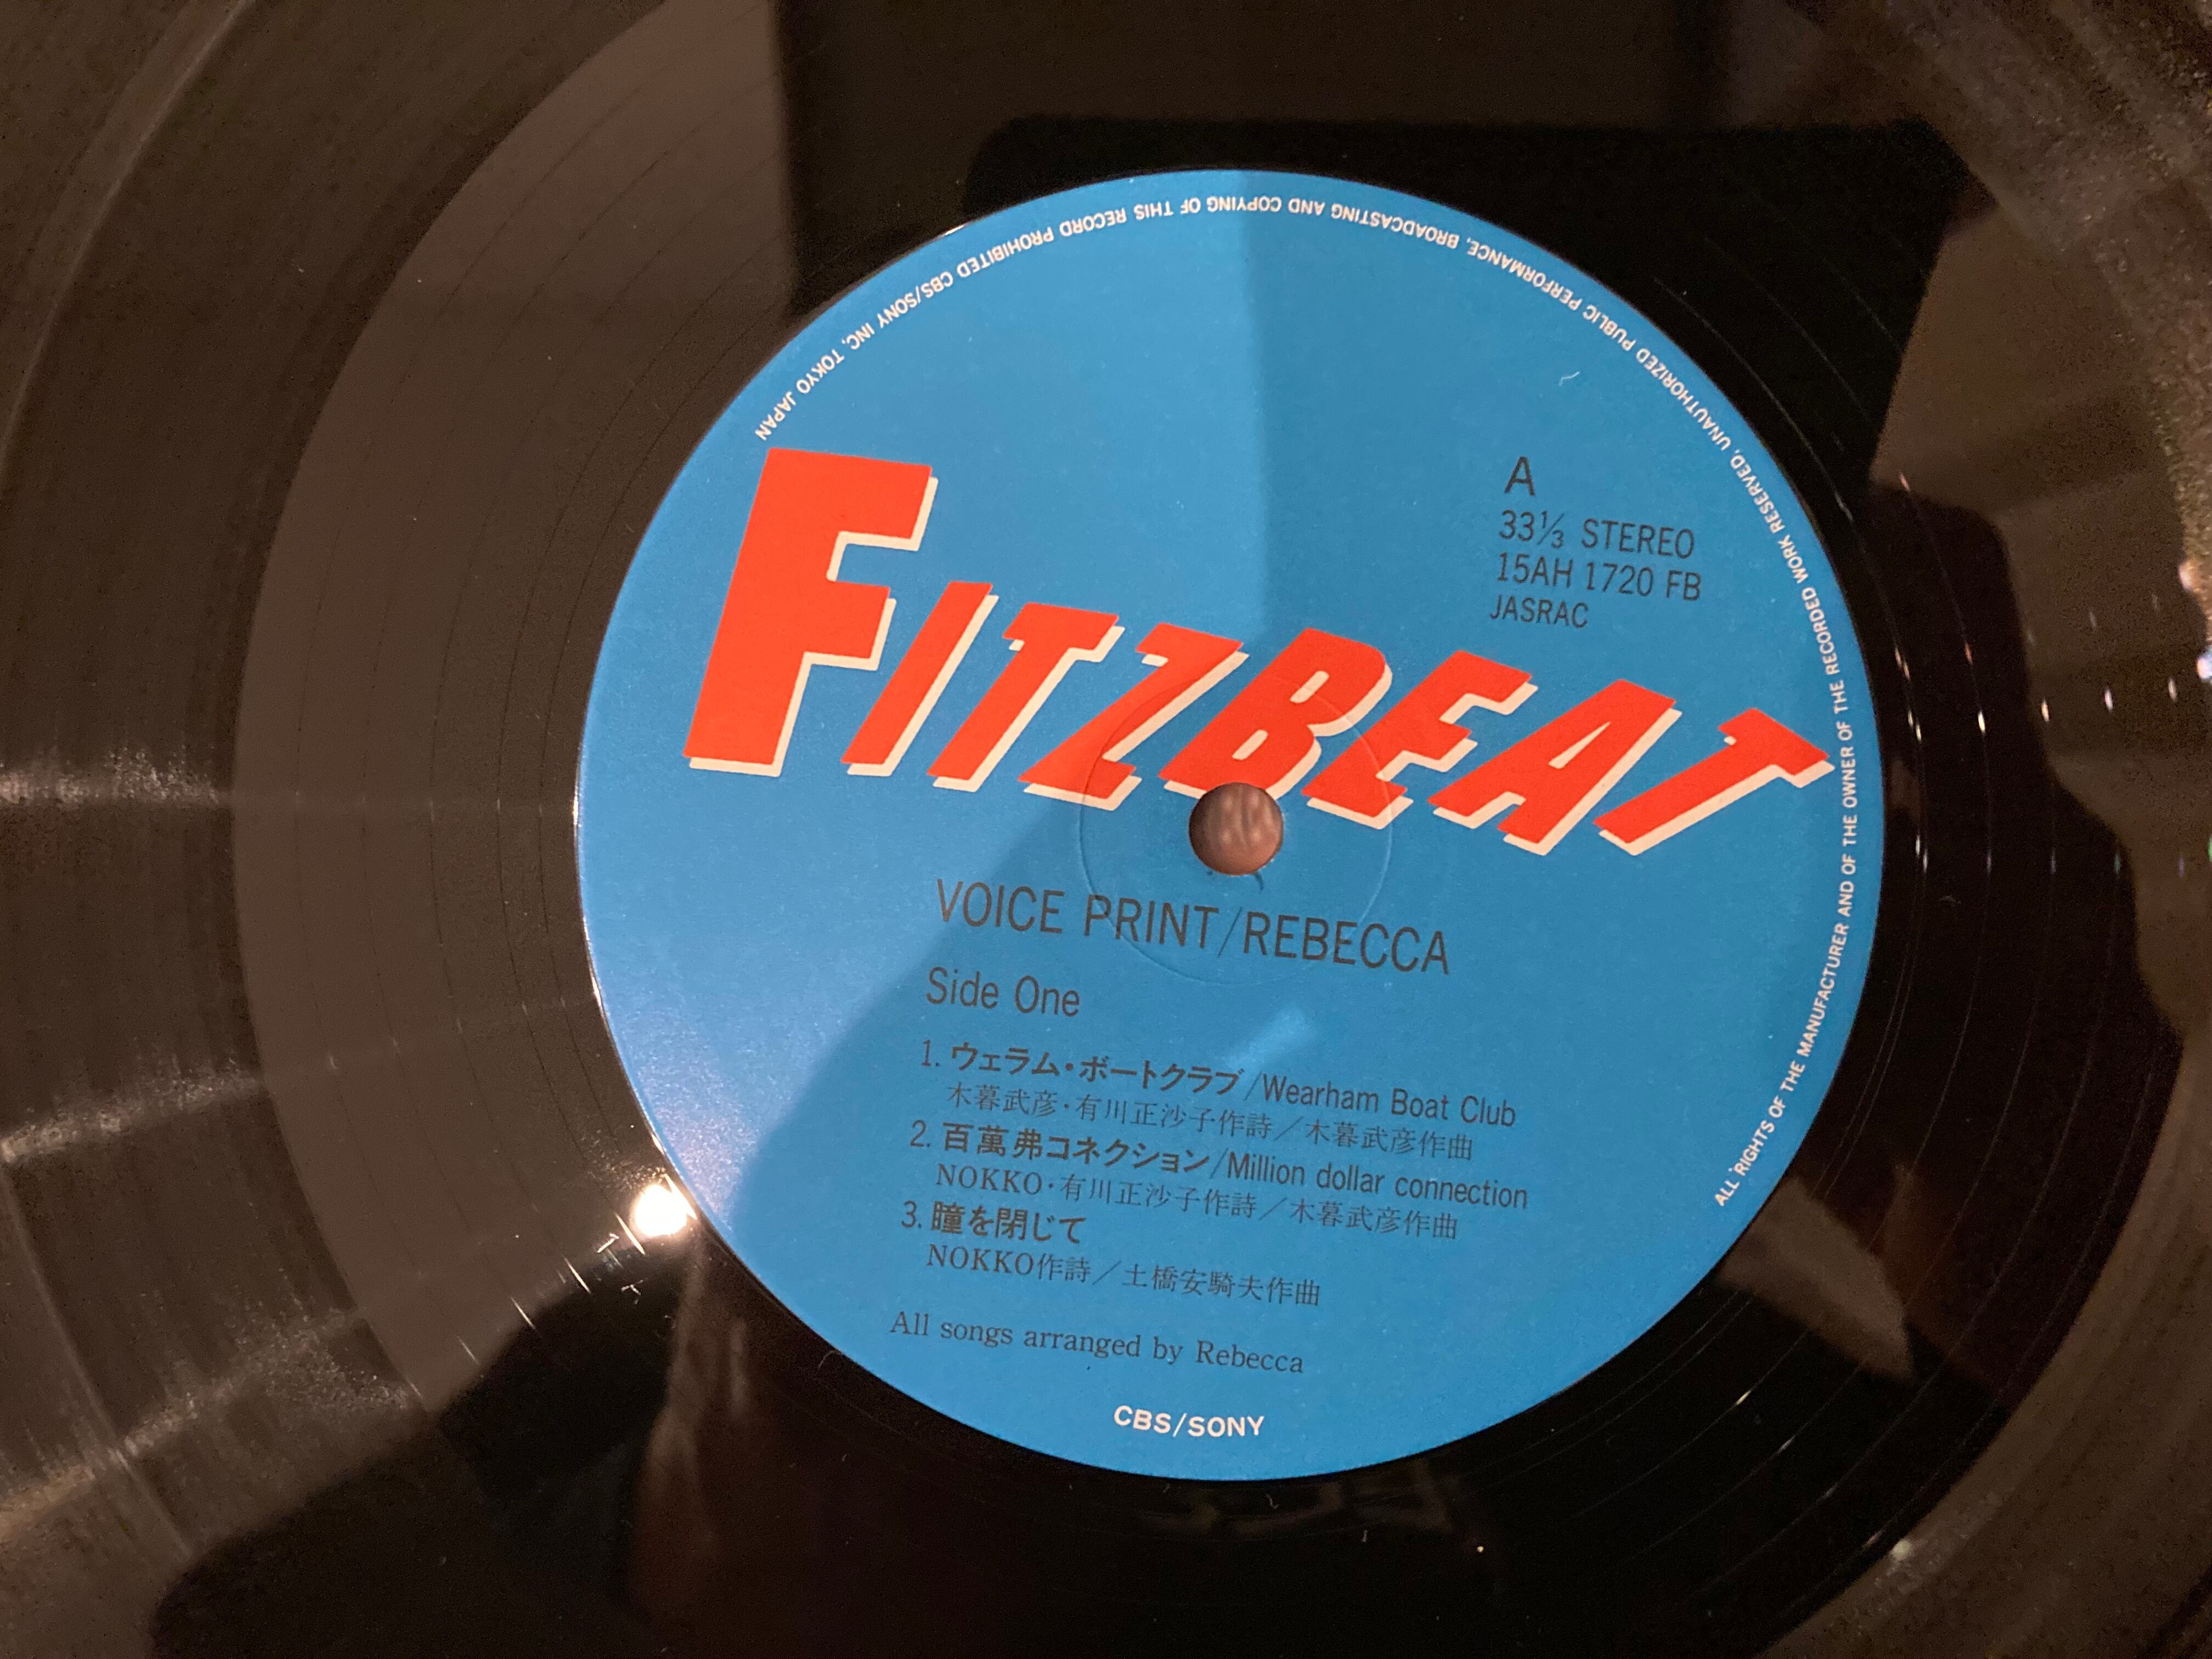 FITZBEAT
A
33⅓ STEREO
15AH 1720 FB
JASRAC
VOICE PRINT/REBECCA
Side One
1. ウェラム・ボートクラブ/Wearham Boat Club
木暮武彦・有川正沙子作詩/木暮武彦作曲
2. 百萬弗コネクション/Million dollar connection
NOKKO・有川正沙子作詩/木暮武彦作曲
3. 瞳を閉じて
NOKKO作詩/土橋安騎夫作曲
All songs arranged by Rebecca
CBS/SONY
ALL RIGHTS OF THE MANUFACTURER AND OF THE OWNER OF THE RECORDED WORK RESERVED, UNAUTHORIZED PUBLIC PERFORMANCE, BROADCASTING AND COPYING OF THIS RECORD PROHIBITED CBS/SONY INC. TOKYO JAPAN